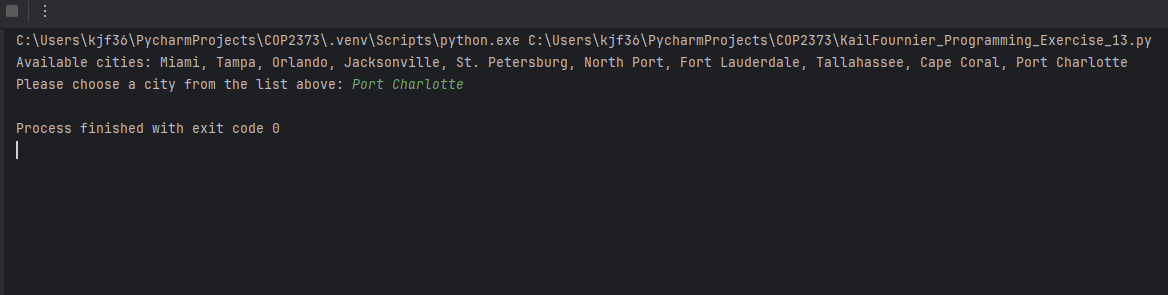 C:\Users\kjf36\PycharmProjects\COP2373\.venv\Scripts\python.exe C:\Users\kjf36\PycharmProjects\COP2373\KailFournier_Programming_Exercise_13.py
Available cities: Miami, Tampa, Orlando, Jacksonville, St. Petersburg, North Port, Fort Lauderdale, Tallahassee, Cape Coral, Port Charlotte
Please choose a city from the list above: Port Charlotte
Process finished with exit code 0